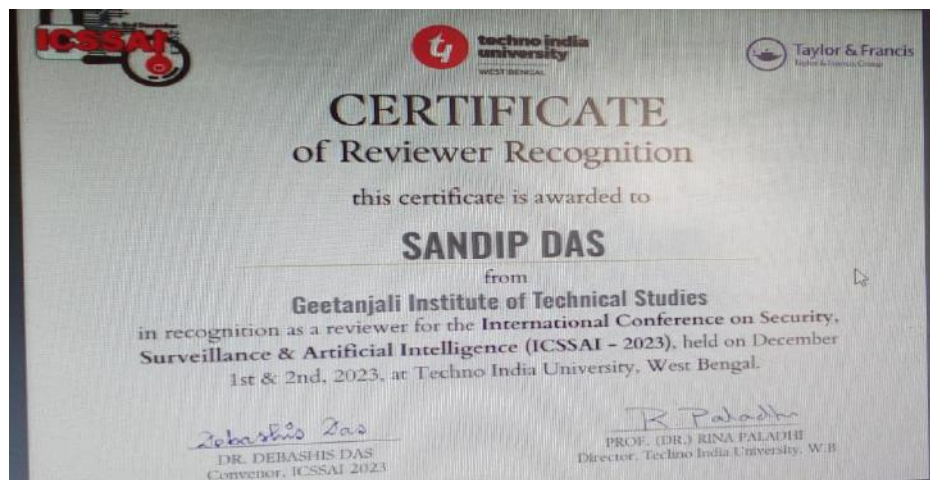 ICSSAI
techno india
university
WEST BENGAL
Taylor & Francis
Taylor & Francis Group
CERTIFICATE
of Reviewer Recognition
this certificate is awarded to
SANDIP DAS
from
Geetanjali Institute of Technical Studies
in recognition as a reviewer for the International Conference on Security,
Surveillance & Artificial Intelligence (ICSSAI – 2023), held on December
1st & 2nd, 2023, at Techno India University, West Bengal.
Debashis Das
R Paladhi
DR. DEBASHIS DAS
Convenor, ICSSAI 2023
PROF. (DR.) RINA PALADHI
Director, Techno India University, W.B